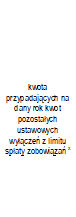 kwota
przypadających na
dany rok kwot
pozostałych
ustawowych
wyłączeń z limitu
spłaty zobowiązań